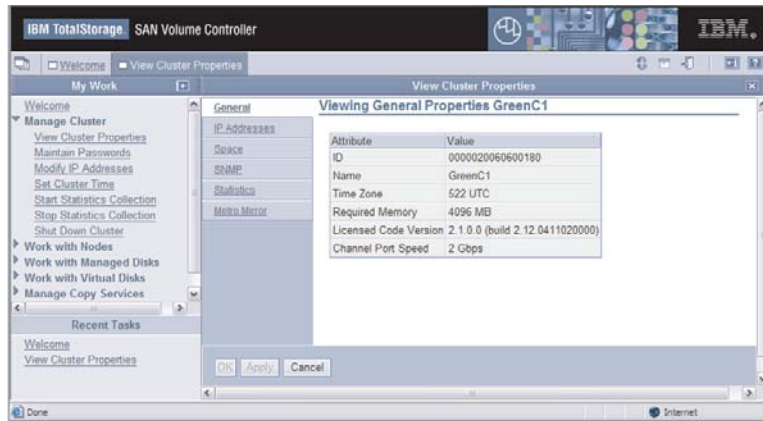 IBM TotalStorage. SAN Volume Controller
IBM.
Welcome
View Cluster Properties
My Work
View Cluster Properties
Welcome
Manage Cluster
View Cluster Properties
Maintain Passwords
Modify IP Addresses
Set Cluster Time
Start Statistics Collection
Stop Statistics Collection
Shut Down Cluster
Work with Nodes
Work with Managed Disks
Work with Virtual Disks
Manage Copy Services
Recent Tasks
Welcome
View Cluster Properties
General
IP Addresses
Space
SNMP
Statistics
Metro Mirror
Viewing General Properties GreenC1
Attribute Value
ID 0000020060600180
Name GreenC1
Time Zone 522 UTC
Required Memory 4096 MB
Licensed Code Version 2.1.0.0 (build 2.12.0411020000)
Channel Port Speed 2 Gbps
OK Apply Cancel
Done
Internet